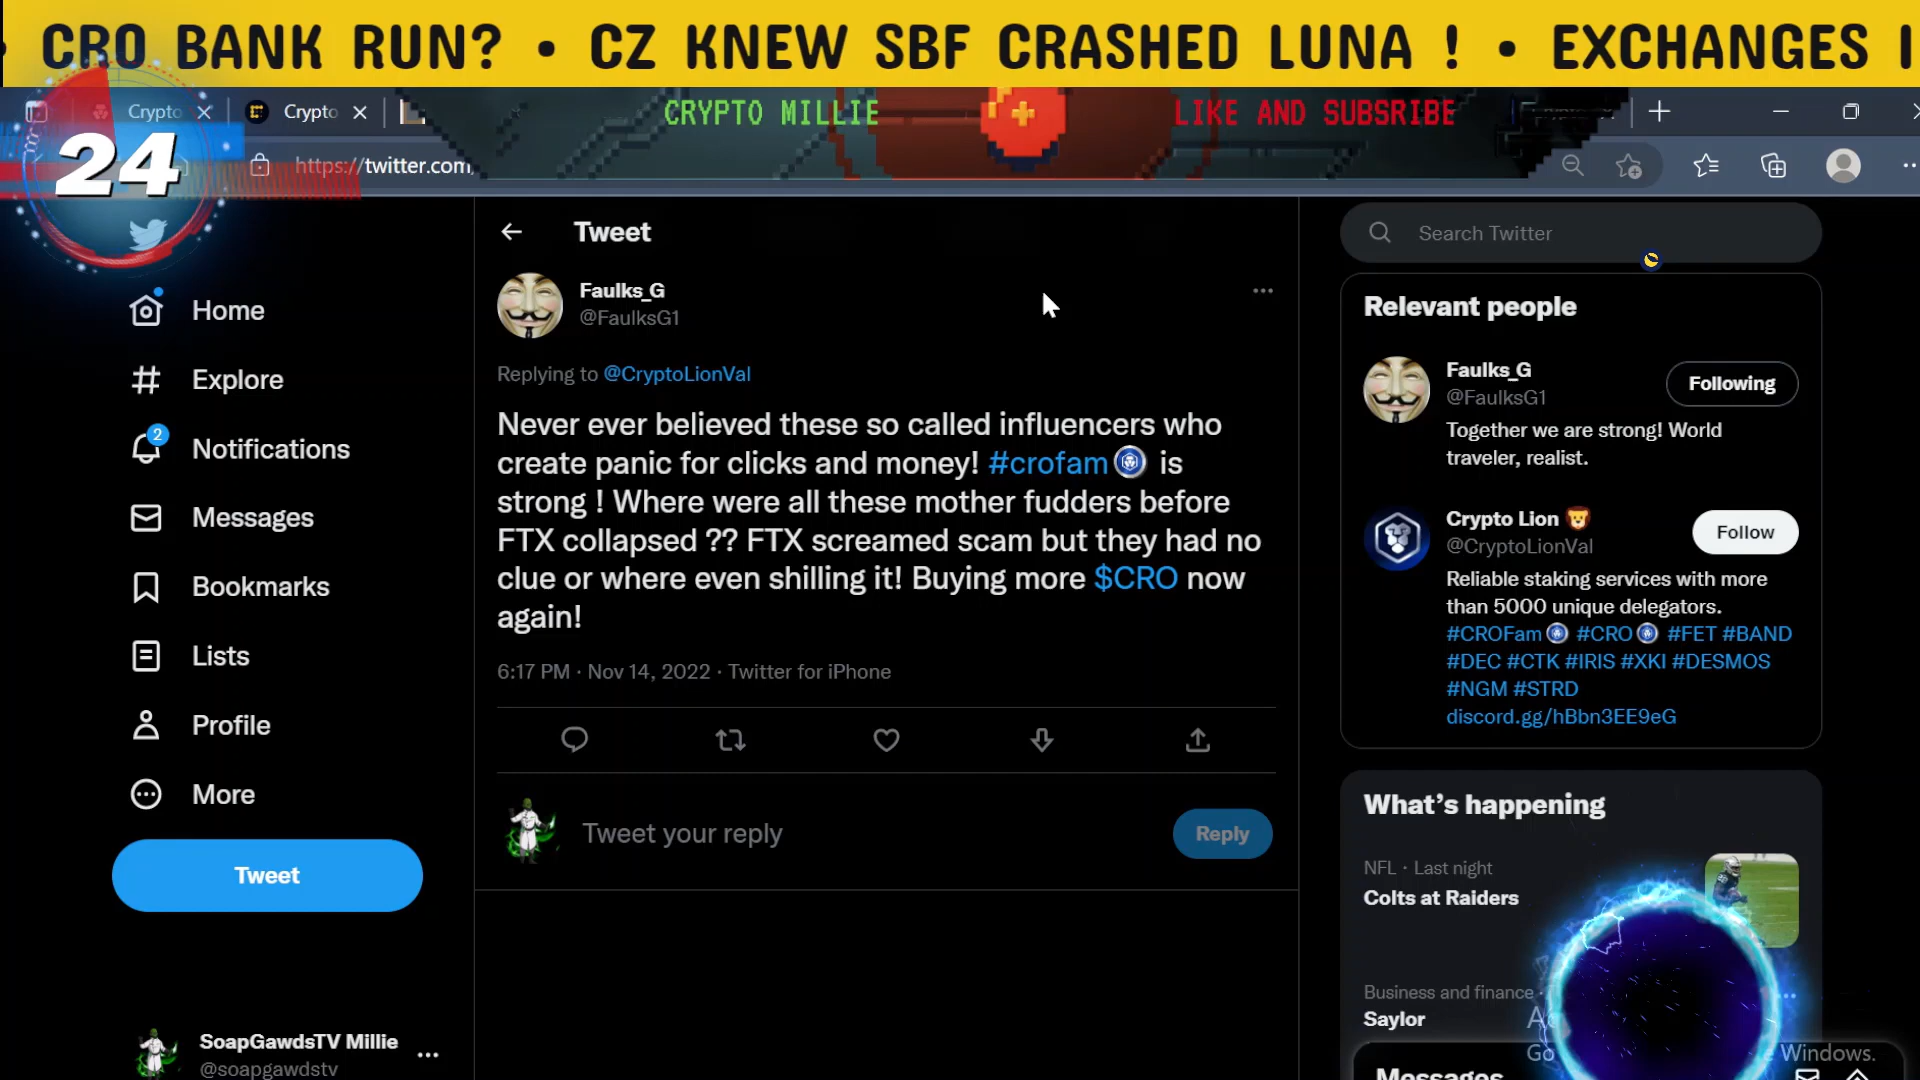 CRO BANK RUN? • CZ KNEW SBF CRASHED LUNA ! • EXCHANGES
Crypto
Crypto
CRYPTO MILLIE
LIKE AND SUBSRIBE
24
https://twitter.com
Tweet
Search Twitter
Home
Explore
2
Notifications
Messages
Bookmarks
Lists
Profile
More
Tweet
SoapGawdsTV Millie
@soapgawdstv
Faulks_G
@FaulksG1
Replying to @CryptoLionVal
Never ever believed these so called influencers who
create panic for clicks and money! #crofam is
strong ! Where were all these mother fudders before
FTX collapsed ?? FTX screamed scam but they had no
clue or where even shilling it! Buying more $CRO now
again!
6:17 PM · Nov 14, 2022 · Twitter for iPhone
Tweet your reply
Reply
Relevant people
Faulks_G
@FaulksG1
Following
Together we are strong! World
traveler, realist.
Crypto Lion
@CryptoLionVal
Follow
Reliable staking services with more
than 5000 unique delegators.
#CROFam #CRO #FET #BAND
#DEC #CTK #IRIS #XKI #DESMOS
#NGM #STRD
discord.gg/hBbn3EE9eG
What's happening
NFL · Last night
Colts at Raiders
Business and finance
Saylor
Go
Windows.
Messages